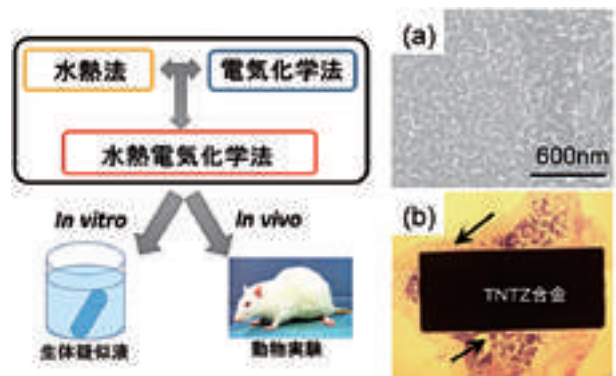 水熱法
電気化学法
水熱電気化学法
In vitro
In vivo
生体疑似液
動物実験
(a)
600nm
(b)
TNTZ合金